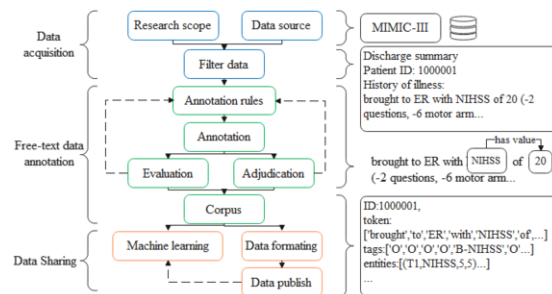 Research scope
Data source
Data
acquisition
Filter data
MIMIC-III
Discharge summary
Patient ID: 1000001
History of illness:
brought to ER with NIHSS of 20 (-2
questions, -6 motor arm...
Annotation rules
Annotation
Free-text data
annotation
Evaluation
Adjudication
Corpus
has value
brought to ER with NIHSS of 20
(-2 questions, -6 motor arm...
Data Sharing
Machine learning
Data formating
Data publish
ID:1000001,
token:
['brought','to','ER','with','NIHSS','of',...]
tags:['O','O','O','O','B-NIHSS','O'...
entities:[(T1,NIHSS,5,5)...]
...